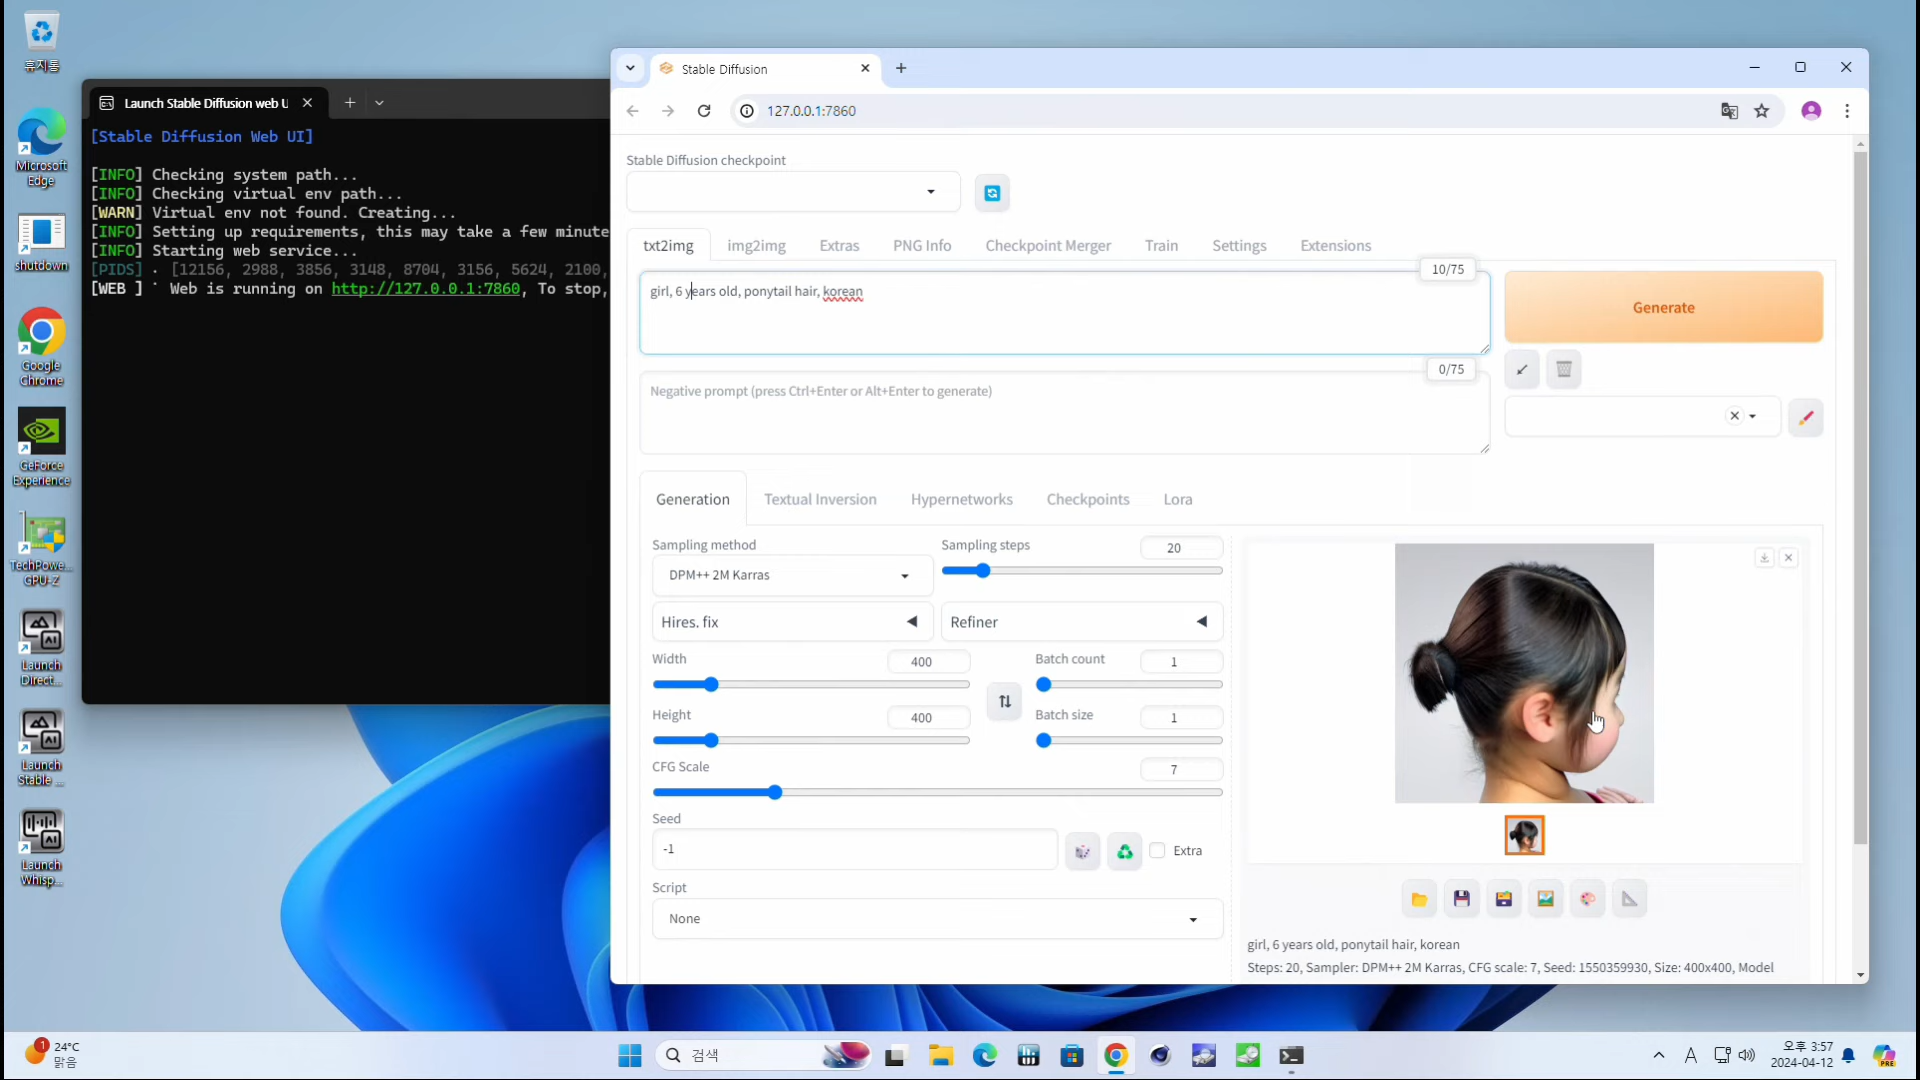 휴지통
Microsoft
Edge
shutdown
Google
Chrome
GeForce
Experience
TechPowe...
GPU-Z
Launch
Direct...
Launch
Stable ...
Launch
Whisp...
Launch Stable Diffusion web U
[Stable Diffusion Web UI]
[INFO] Checking system path...
[INFO] Checking virtual env path...
[WARN] Virtual env not found. Creating...
[INFO] Setting up requirements, this may take a few minute
[INFO] Starting web service...
[PIDS] · [12156, 2988, 3856, 3148, 8704, 3156, 5624, 2100,
[WEB ] ` Web is running on http://127.0.0.1:7860, To stop,
Stable Diffusion
127.0.0.1:7860
Stable Diffusion checkpoint
txt2img img2img Extras PNG Info Checkpoint Merger Train Settings Extensions
10/75
girl, 6 years old, ponytail hair, korean
Generate
0/75
Negative prompt (press Ctrl+Enter or Alt+Enter to generate)
Generation Textual Inversion Hypernetworks Checkpoints Lora
Sampling method
DPM++ 2M Karras
Sampling steps 20
Hires. fix
Refiner
Width 400
Batch count 1
Height 400
Batch size 1
CFG Scale 7
Seed
-1
Extra
Script
None
girl, 6 years old, ponytail hair, korean
Steps: 20, Sampler: DPM++ 2M Karras, CFG scale: 7, Seed: 1550359930, Size: 400x400, Model
1
24°C
맑음
검색
A
오후 3:57
2024-04-12
PRE